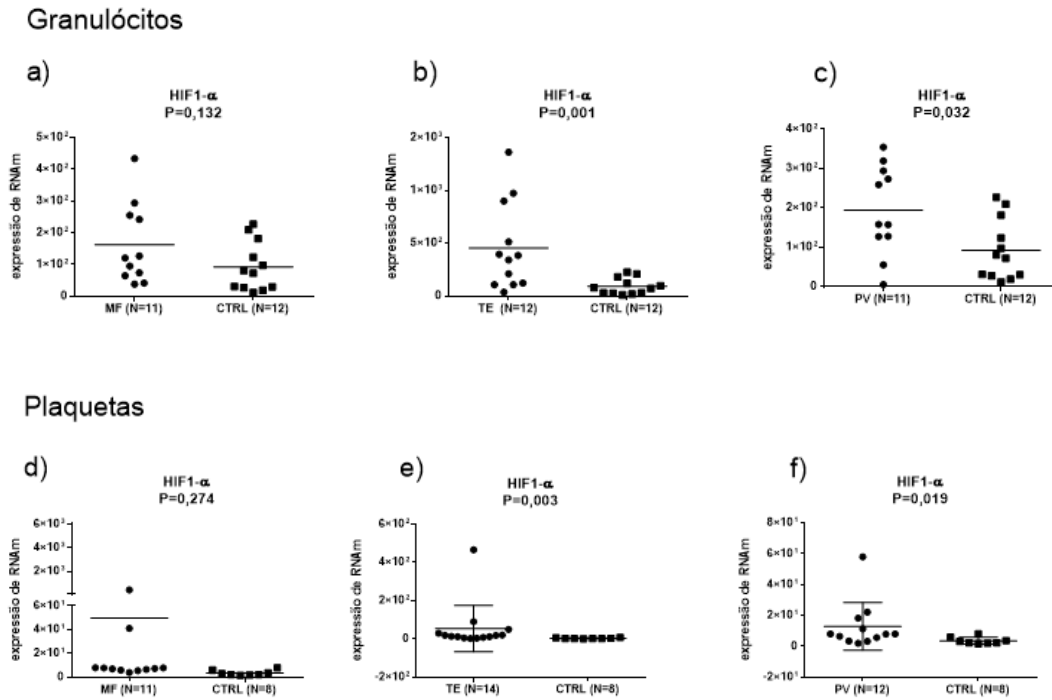 Granulócitos
a)
HIF1-α
P=0,132
expressão de RNAm
5×10²
4×10²
3×10²
2×10²
1×10²
0
MF (N=11)
CTRL (N=12)
b)
HIF1-α
P=0,001
expressão de RNAm
2×10³
1×10³
5×10²
0
TE (N=12)
CTRL (N=12)
c)
HIF1-α
P=0,032
expressão de RNAm
4×10²
3×10²
2×10²
1×10²
0
PV (N=11)
CTRL (N=12)
Plaquetas
d)
HIF1-α
P=0,274
expressão de RNAm
6×10³
4×10³
2×10³
6×10¹
4×10¹
2×10¹
0
MF (N=11)
CTRL (N=8)
e)
HIF1-α
P=0,003
expressão de RNAm
6×10²
4×10²
2×10²
0
-2×10²
TE (N=14)
CTRL (N=8)
f)
HIF1-α
P=0,019
expressão de RNAm
8×10¹
6×10¹
4×10¹
2×10¹
0
-2×10¹
PV (N=12)
CTRL (N=8)